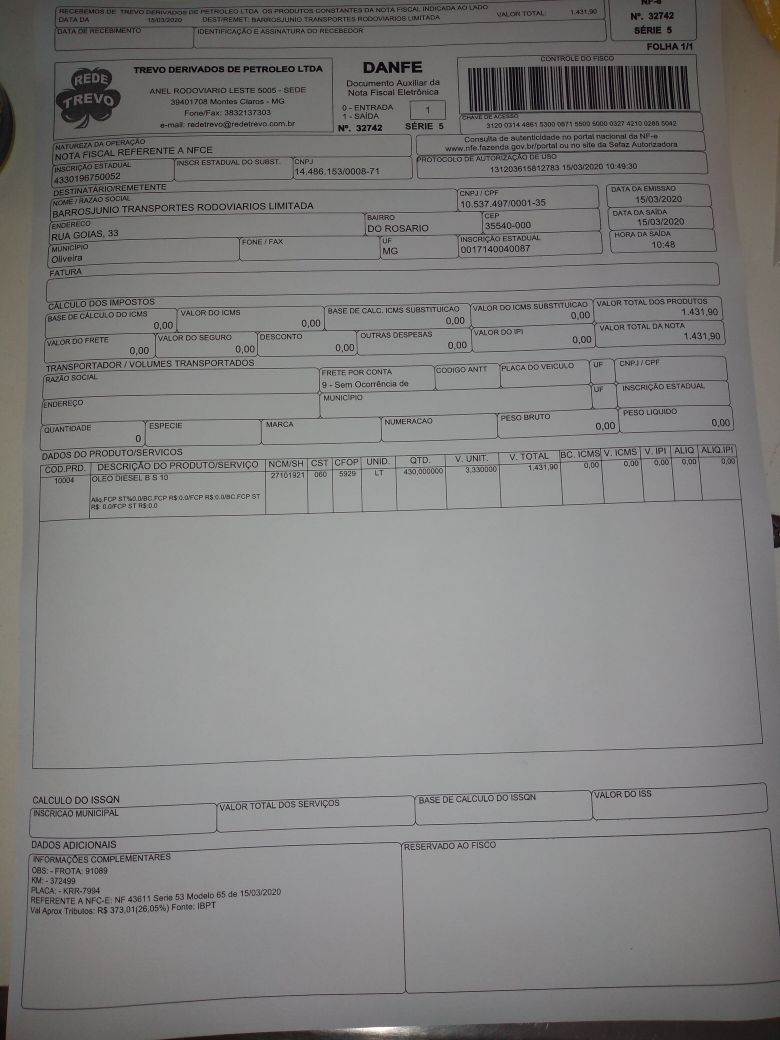 RECEBEMOS DE TREVO DERIVADOS DE PETROLEO LTDA OS PRODUTOS CONSTANTES DA NOTA FISCAL INDICADA AO LADO
DATA DA 15/03/2020 DEST/REMET: BARROSJUNIO TRANSPORTES RODOVIARIOS LIMITADA VALOR TOTAL 1.431,90
DATA DE RECEBIMENTO IDENTIFICAÇÃO E ASSINATURA DO RECEBEDOR
NF-e
Nº. 32742
SÉRIE 5
FOLHA 1/1
REDE TREVO
TREVO DERIVADOS DE PETROLEO LTDA
ANEL RODOVIARIO LESTE 5005 - SEDE
39401708 Montes Claros - MG
Fone/Fax: 3832137303
e-mail: redetrevo@redetrevo.com.br
DANFE
Documento Auxiliar da
Nota Fiscal Eletrônica
0 - ENTRADA
1 - SAÍDA
1
Nº. 32742 SÉRIE 5
CONTROLE DO FISCO
CHAVE DE ACESSO
3120 0314 4861 5300 0871 5500 5000 0327 4210 0285 5042
Consulta de autenticidade no portal nacional da NF-e
www.nfe.fazenda.gov.br/portal ou no site da Sefaz Autorizadora
NATUREZA DA OPERAÇÃO
NOTA FISCAL REFERENTE A NFCE
PROTOCOLO DE AUTORIZAÇÃO DE USO
131203615812783 15/03/2020 10:49:30
INSCRIÇÃO ESTADUAL INSCR ESTADUAL DO SUBST. CNPJ
4330196750052 14.486.153/0008-71
DESTINATÁRIO/REMETENTE
NOME / RAZAO SOCIAL CNPJ / CPF DATA DA EMISSAO
BARROSJUNIO TRANSPORTES RODOVIARIOS LIMITADA 10.537.497/0001-35 15/03/2020
ENDERECO BAIRRO CEP DATA DA SAÍDA
RUA GOIAS, 33 DO ROSARIO 35540-000 15/03/2020
MUNICÍPIO FONE / FAX UF INSCRIÇÃO ESTADUAL HORA DA SAÍDA
Oliveira MG 0017140040087 10:48
FATURA
CÁLCULO DOS IMPOSTOS
BASE DE CÁLCULO DO ICMS VALOR DO ICMS BASE DE CALC. ICMS SUBSTITUICAO VALOR DO ICMS SUBSTITUICAO VALOR TOTAL DOS PRODUTOS
0,00 0,00 0,00 0,00 1.431,90
VALOR DO FRETE VALOR DO SEGURO DESCONTO OUTRAS DESPESAS VALOR DO IPI VALOR TOTAL DA NOTA
0,00 0,00 0,00 0,00 0,00 1.431,90
TRANSPORTADOR / VOLUMES TRANSPORTADOS
RAZÃO SOCIAL FRETE POR CONTA CODIGO ANTT PLACA DO VEICULO UF CNPJ / CPF
9 - Sem Ocorrência de
ENDEREÇO MUNICÍPIO UF INSCRIÇÃO ESTADUAL
QUANTIDADE ESPECIE MARCA NUMERACAO PESO BRUTO PESO LIQUIDO
0 0,00 0,00
DADOS DO PRODUTO/SERVICOS
COD.PRD. DESCRIÇÃO DO PRODUTO/SERVIÇO NCM/SH CST CFOP UNID. QTD. V. UNIT. V. TOTAL BC. ICMS V. ICMS V. IPI ALIQ ALIQ.IPI
10004 OLEO DIESEL B S 10 27101921 060 5929 LT 430,000000 3,330000 1.431,90 0,00 0,00 0,00 0,00 0,00
Aliq.FCP ST%0.0/BC.FCP R$:0.0/FCP R$:0.0/BC.FCP ST
R$: 0.0/FCP ST R$:0.0
CALCULO DO ISSQN
INSCRICAO MUNICIPAL VALOR TOTAL DOS SERVIÇOS BASE DE CALCULO DO ISSQN VALOR DO ISS
DADOS ADICIONAIS
INFORMAÇÕES COMPLEMENTARES RESERVADO AO FISCO
OBS: - FROTA: 91089
KM: - 372499
PLACA: - KRR-7994
REFERENTE A NFC-E: NF 43611 Serie 53 Modelo 65 de 15/03/2020
Val Aprox Tributos: R$ 373,01(26,05%) Fonte: IBPT